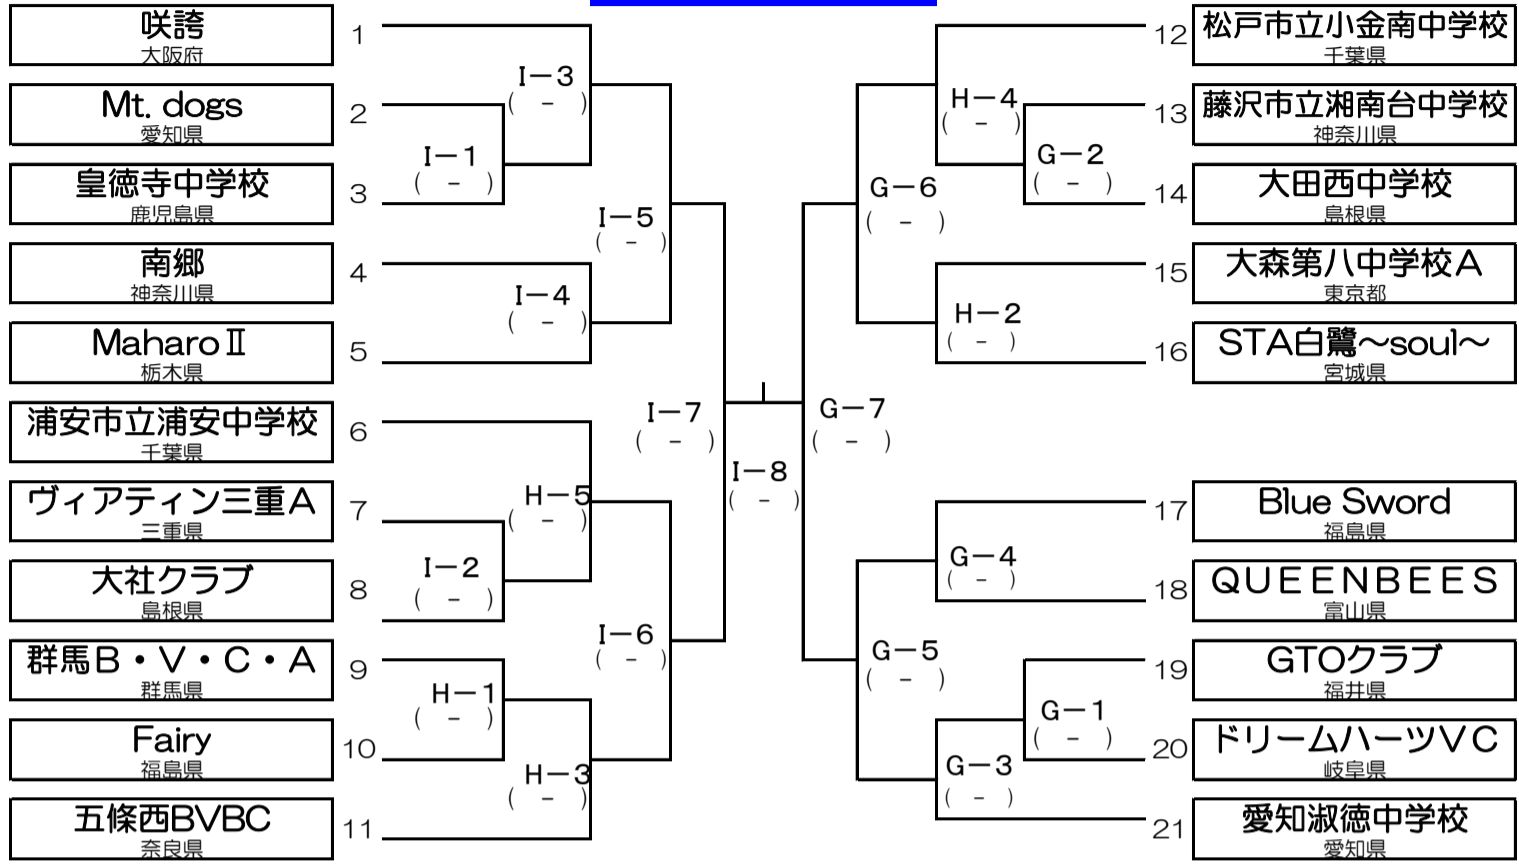 咲誇
大阪府
1
Mt. dogs
愛知県
2
皇徳寺中学校
鹿児島県
3
南郷
神奈川県
4
MaharoⅡ
栃木県
5
浦安市立浦安中学校
千葉県
6
ヴィアティン三重A
三重県
7
大社クラブ
島根県
8
群馬B・V・C・A
群馬県
9
Fairy
福島県
10
五條西BVBC
奈良県
11
I-3
( - )
I-1
( - )
I-5
( - )
I-4
( - )
I-7
( - )
H-5
( - )
I-2
( - )
I-6
( - )
H-1
( - )
H-3
( - )
I-8
( - )
H-4
( - )
G-2
( - )
G-6
( - )
H-2
( - )
G-7
( - )
G-4
( - )
G-5
( - )
G-1
( - )
G-3
( - )
12
松戸市立小金南中学校
千葉県
13
藤沢市立湘南台中学校
神奈川県
14
大田西中学校
島根県
15
大森第八中学校A
東京都
16
STA白鷺~soul~
宮城県
17
Blue Sword
福島県
18
QUEENBEES
富山県
19
GTOクラブ
福井県
20
ドリームハーツVC
岐阜県
21
愛知淑徳中学校
愛知県